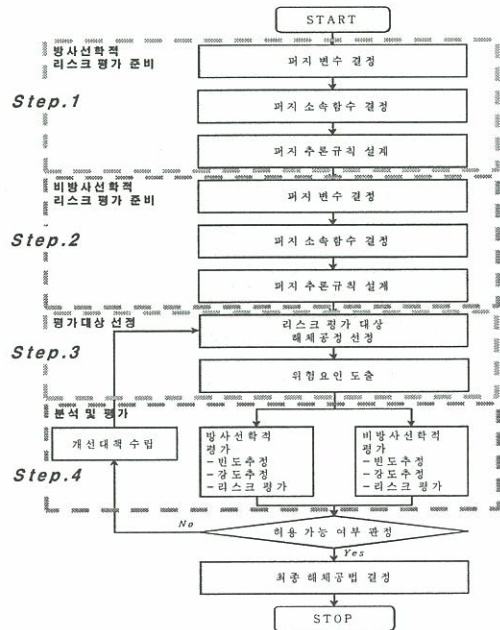 START
방사선학적
리스크 평가 준비
Step.1
퍼지 변수 결정
퍼지 소속함수 결정
퍼지 추론규칙 설계
비방사선학적
리스크 평가 준비
Step.2
퍼지 변수 결정
퍼지 소속함수 결정
퍼지 추론규칙 설계
평가대상 선정
Step.3
리스크 평가 대상
해체공정 선정
위험요인 도출
분석 및 평가
Step.4
개선대책 수립
방사선학적
평가
-빈도추정
-강도추정
-리스크 평가
비방사선학적
평가
-빈도추정
-강도추정
-리스크 평가
No
허용 가능 여부 판정
Yes
최종 해체공법 결정
STOP